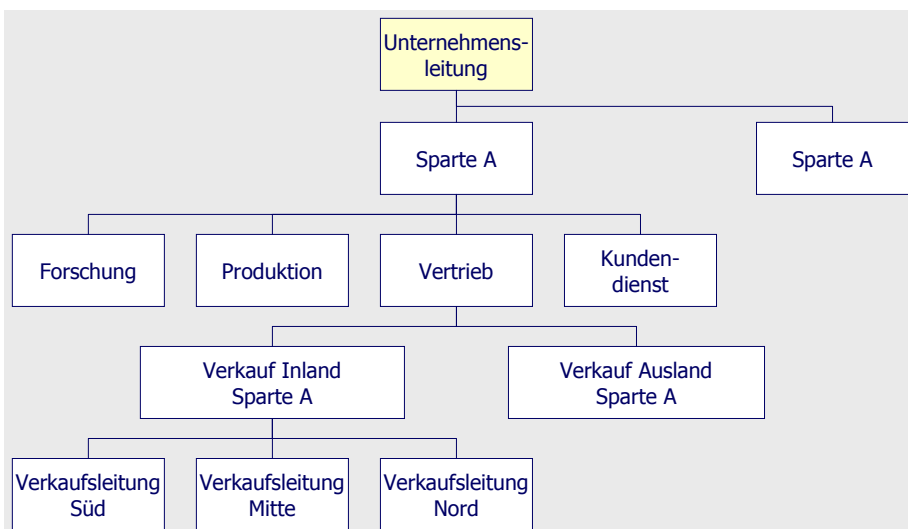 Unternehmens-
leitung
Sparte A
Sparte A
Forschung
Produktion
Vertrieb
Kunden-
dienst
Verkauf Inland
Sparte A
Verkauf Ausland
Sparte A
Verkaufsleitung
Süd
Verkaufsleitung
Mitte
Verkaufsleitung
Nord